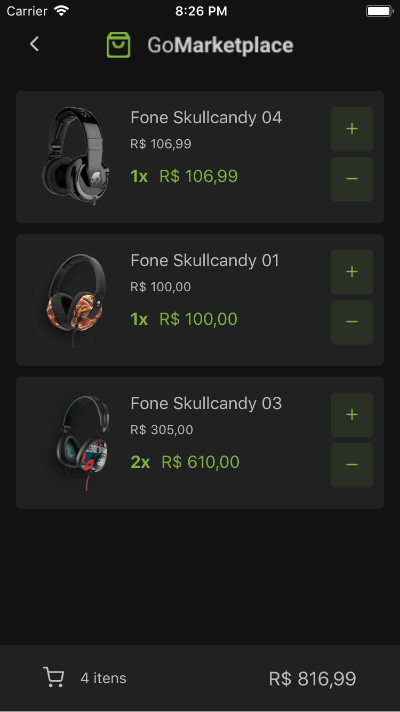 Carrier 8:26 PM
GoMarketplace
Fone Skullcandy 04
R$ 106,99
1x R$ 106,99
+
−
Fone Skullcandy 01
R$ 100,00
1x R$ 100,00
+
−
Fone Skullcandy 03
R$ 305,00
2x R$ 610,00
+
−
4 itens R$ 816,99